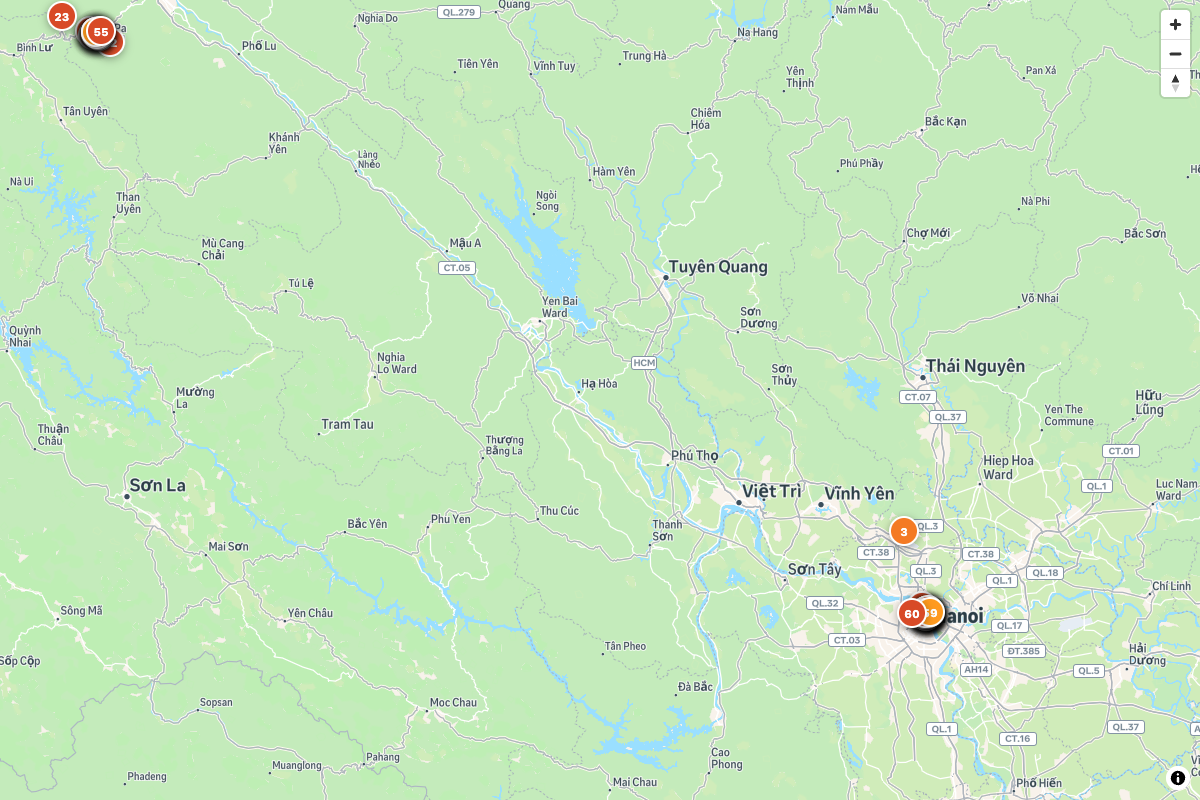 Quang
QL.279
Nghĩa Do
Nam Mẫu
23
55
Pa
Bình Lư
Phố Lu
Na Hang
Trung Hà
Tiên Yên
Vĩnh Tuy
Yên
Thịnh
Pan Xá
Th
Tân Uyên
Chiêm
Hóa
Bắc Kạn
Khánh
Yên
Làng
Nhẻo
Phú Phầy
Hàm Yên
Nà Ui
Than
Uyên
Ngòi
Song
Nà Phi
Chợ Mới
Bắc Sơn
Mù Cang
Chải
Mậu A
CT.05
Tuyên Quang
Tú Lệ
Yen Bai
Ward
Võ Nhai
Sơn
Dương
Quỳnh
Nhai
Nghia
Lo Ward
HCM
Thái Nguyên
Hạ Hòa
Sơn
Thủy
CT.07
QL.37
Mường
La
Hữu
Lũng
Yen The
Commune
Tram Tau
Thuận
Châu
Thượng
Bằng La
Phú Thọ
CT.01
Hiep Hoa
Ward
Sơn La
Việt Trì
Vĩnh Yên
QL.1
Luc Nam
Ward
Thu Cúc
Bắc Yên
Phu Yen
Thanh
Sơn
3
QL.3
Mai Sơn
CT.38
CT.38
Sơn Tây
QL.3
QL.1
QL.18
Chí Linh
Sông Mã
Yên Châu
QL.32
60
59
anoi
QL.17
CT.03
Tân Pheo
ĐT.385
Hải
Dương
Sốp Cộp
AH14
QL.5
Đà Bắc
Sopsan
Moc Chau
QL.1
QL.37
CT.16
Cao
Phong
Pahang
Muanglong
Phadeng
Mai Chau
Phố Hiến